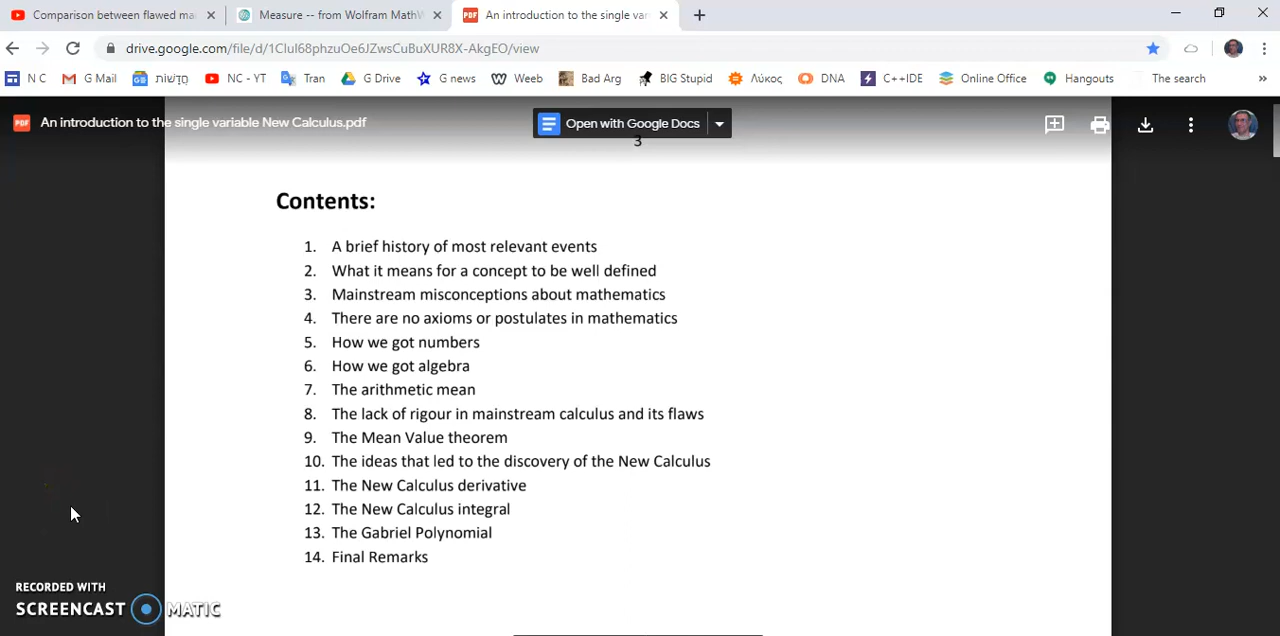 Comparison between flawed ma
Measure -- from Wolfram MathW
An introduction to the single var
drive.google.com/file/d/1CIul68phzuOe6JZwsCuBuXUR8X-AkgEO/view
N C
G Mail
חֲדָשׁוֹת
NC - YT
Tran
G Drive
G news
Weeb
Bad Arg
BIG Stupid
Λύκος
DNA
C++IDE
Online Office
Hangouts
The search
PDF An introduction to the single variable New Calculus.pdf
Open with Google Docs
3
Contents:
1. A brief history of most relevant events
2. What it means for a concept to be well defined
3. Mainstream misconceptions about mathematics
4. There are no axioms or postulates in mathematics
5. How we got numbers
6. How we got algebra
7. The arithmetic mean
8. The lack of rigour in mainstream calculus and its flaws
9. The Mean Value theorem
10. The ideas that led to the discovery of the New Calculus
11. The New Calculus derivative
12. The New Calculus integral
13. The Gabriel Polynomial
14. Final Remarks
RECORDED WITH
SCREENCAST MATIC